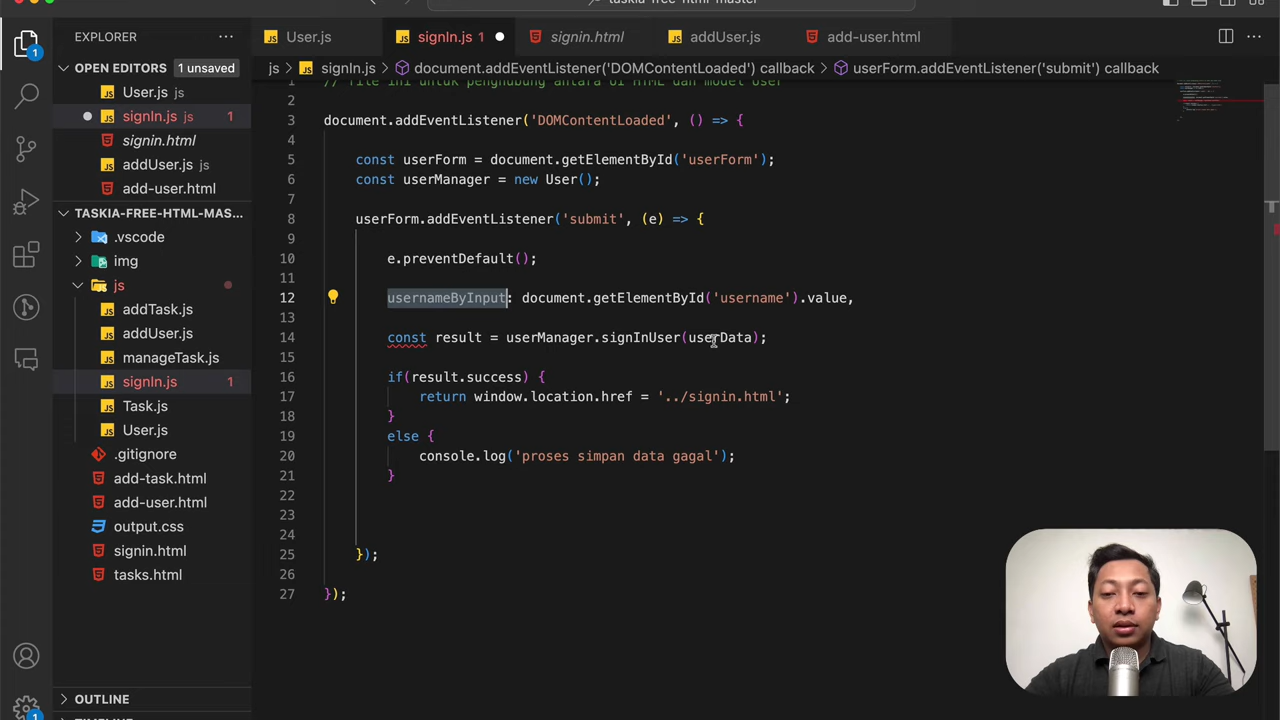 taskia-free-html-master
EXPLORER
OPEN EDITORS 1 unsaved
User.js js
signIn.js js 1
signin.html
addUser.js js
add-user.html
TASKIA-FREE-HTML-MAS...
.vscode
img
js
addTask.js
addUser.js
manageTask.js
signIn.js 1
Task.js
User.js
.gitignore
add-task.html
add-user.html
output.css
signin.html
tasks.html
OUTLINE
1
1
User.js
signIn.js 1
signin.html
addUser.js
add-user.html
js > signIn.js > document.addEventListener('DOMContentLoaded') callback > userForm.addEventListener('submit') callback
1 // file ini untuk penghubung antara UI HTML dan model User
2
3 document.addEventListener('DOMContentLoaded', () => {
4
5 const userForm = document.getElementById('userForm');
6 const userManager = new User();
7
8 userForm.addEventListener('submit', (e) => {
9
10 e.preventDefault();
11
12 usernameByInput: document.getElementById('username').value,
13
14 const result = userManager.signInUser(userData);
15
16 if(result.success) {
17 return window.location.href = '../signin.html';
18 }
19 else {
20 console.log('proses simpan data gagal');
21 }
22
23
24
25 });
26
27 });